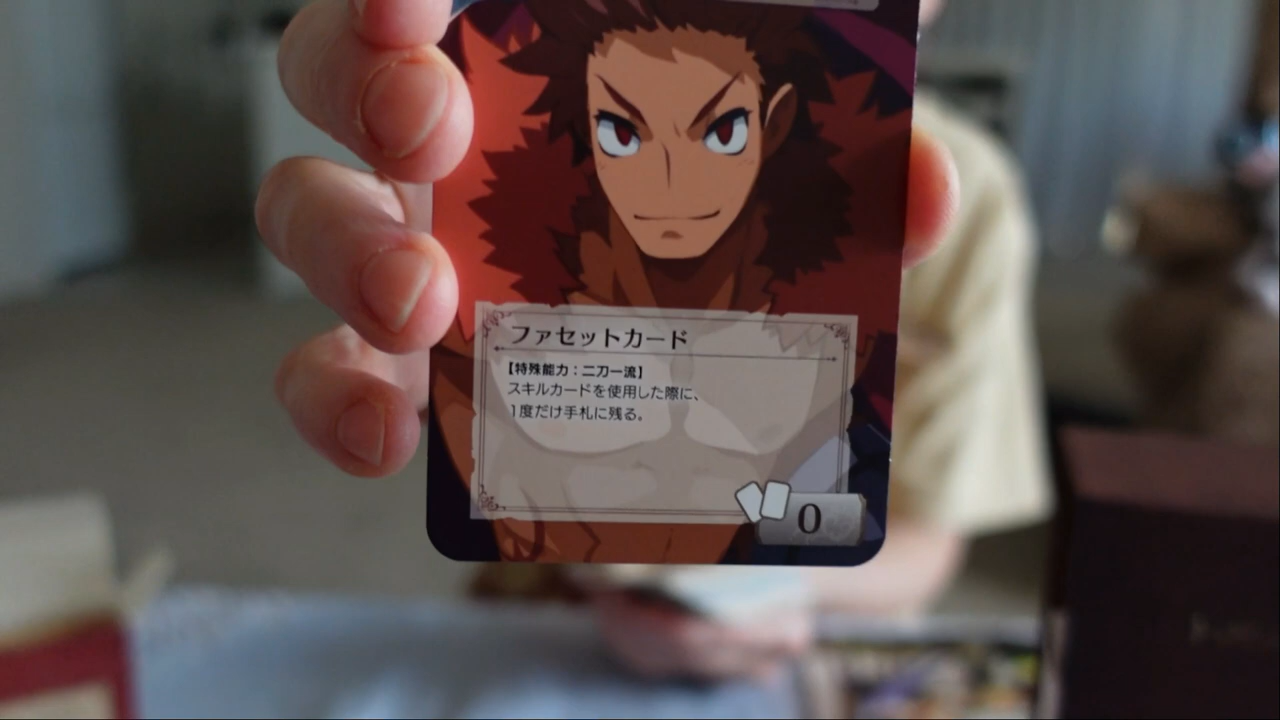 ファセットカード
【特殊能力：二刀一流】
スキルカードを使用した際に、
1度だけ手札に残る。
0